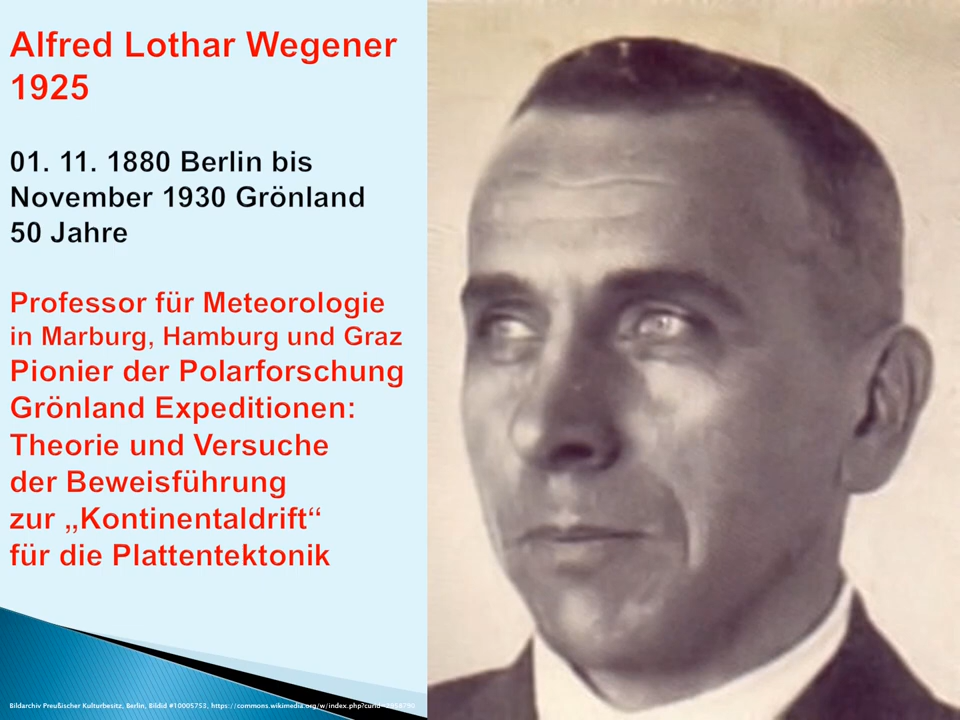 Alfred Lothar Wegener
1925
01. 11. 1880 Berlin bis
November 1930 Grönland
50 Jahre
Professor für Meteorologie
in Marburg, Hamburg und Graz
Pionier der Polarforschung
Grönland Expeditionen:
Theorie und Versuche
der Beweisführung
zur „Kontinentaldrift“
für die Plattentektonik
Bildarchiv Preußischer Kulturbesitz, Berlin, Bildid #10005753, https://commons.wikimedia.org/w/index.php?curid=